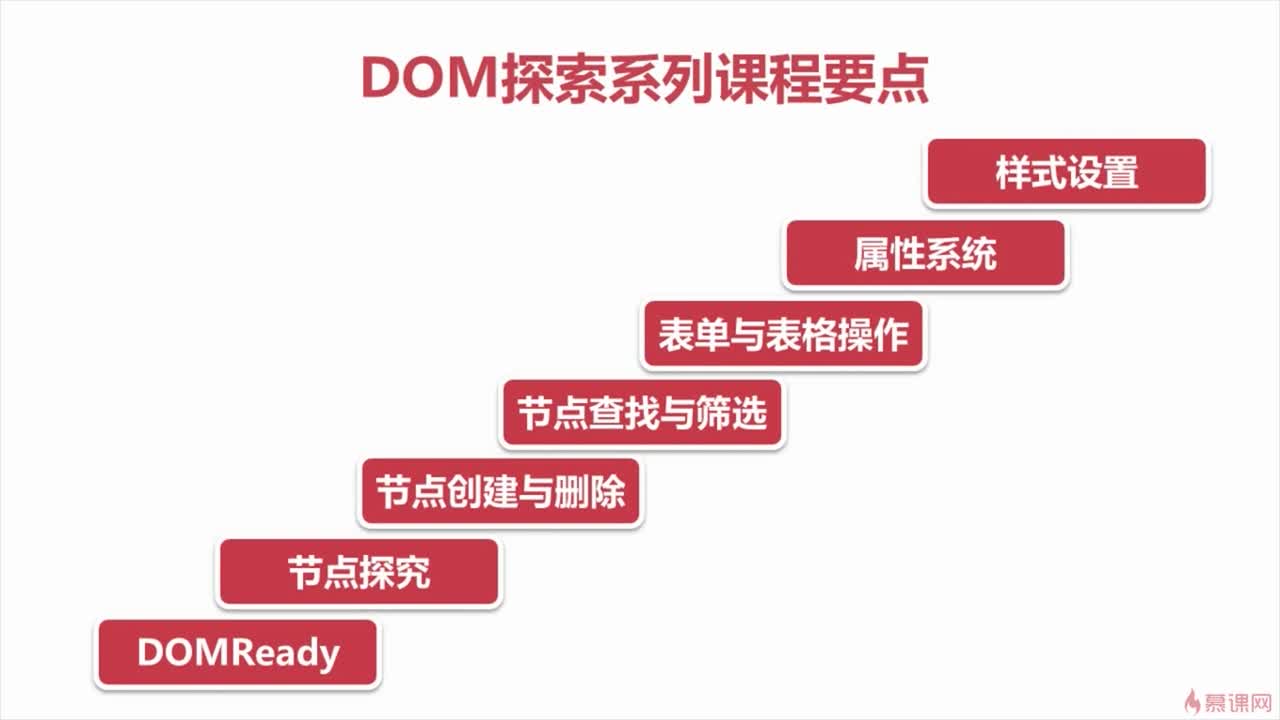 DOM探索系列课程要点
样式设置
属性系统
表单与表格操作
节点查找与筛选
节点创建与删除
节点探究
DOMReady
慕课网